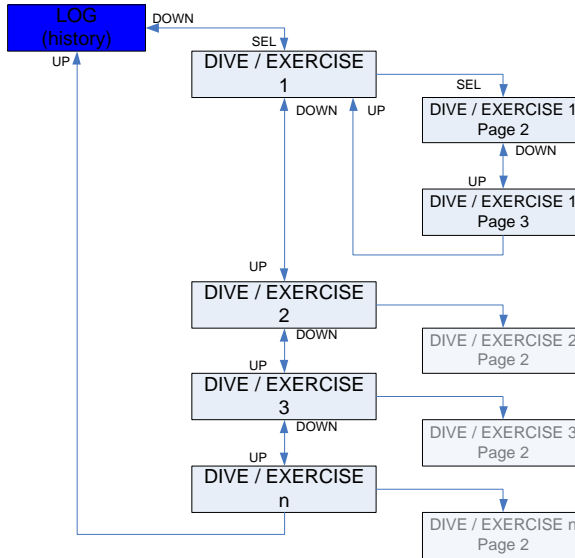 LOG
(history)
DOWN
UP
SEL
DIVE / EXERCISE
1
DOWN
UP
SEL
DIVE / EXERCISE 1
Page 2
DOWN
UP
DIVE / EXERCISE 1
Page 3
UP
DIVE / EXERCISE
2
DOWN
DIVE / EXERCISE 2
Page 2
UP
DIVE / EXERCISE
3
DOWN
DIVE / EXERCISE 3
Page 2
UP
DIVE / EXERCISE
n
DIVE / EXERCISE n
Page 2